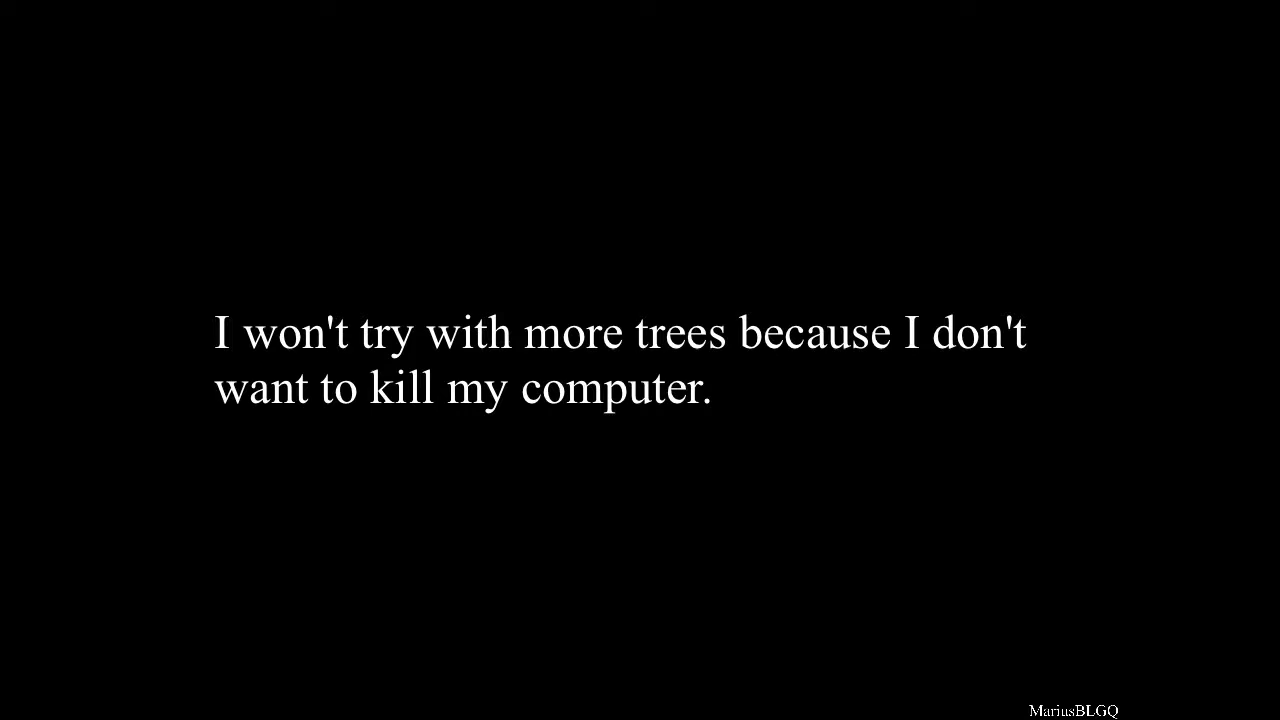 I won't try with more trees because I don't
want to kill my computer.
MariusBLGQ